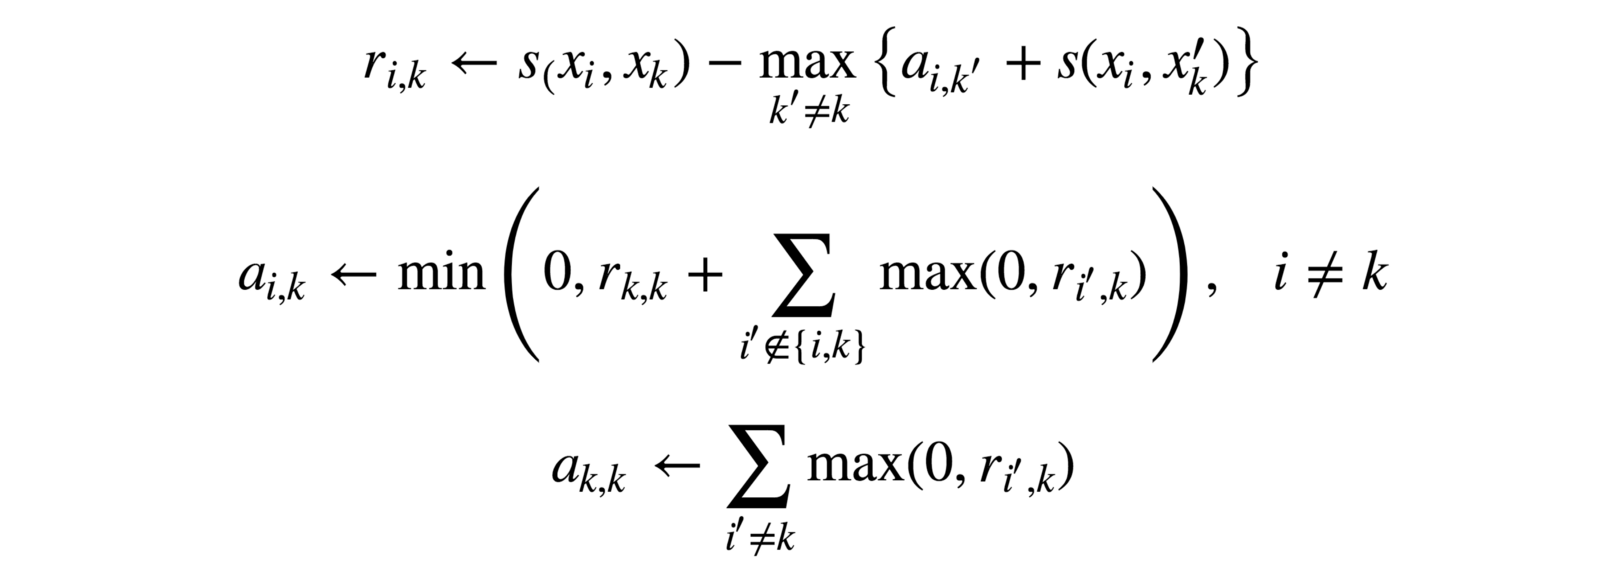 r_{i,k} ← s_(x_i, x_k) − max_{k′≠k} {a_{i,k′} + s(x_i, x′_k)}
a_{i,k} ← min(0, r_{k,k} + ∑_{i′∉{i,k}} max(0, r_{i′,k})), i ≠ k
a_{k,k} ← ∑_{i′≠k} max(0, r_{i′,k})